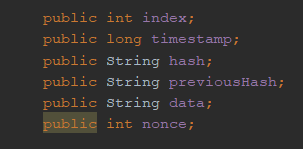 public int index;
public long timestamp;
public String hash;
public String previousHash;
public String data;
public int nonce;